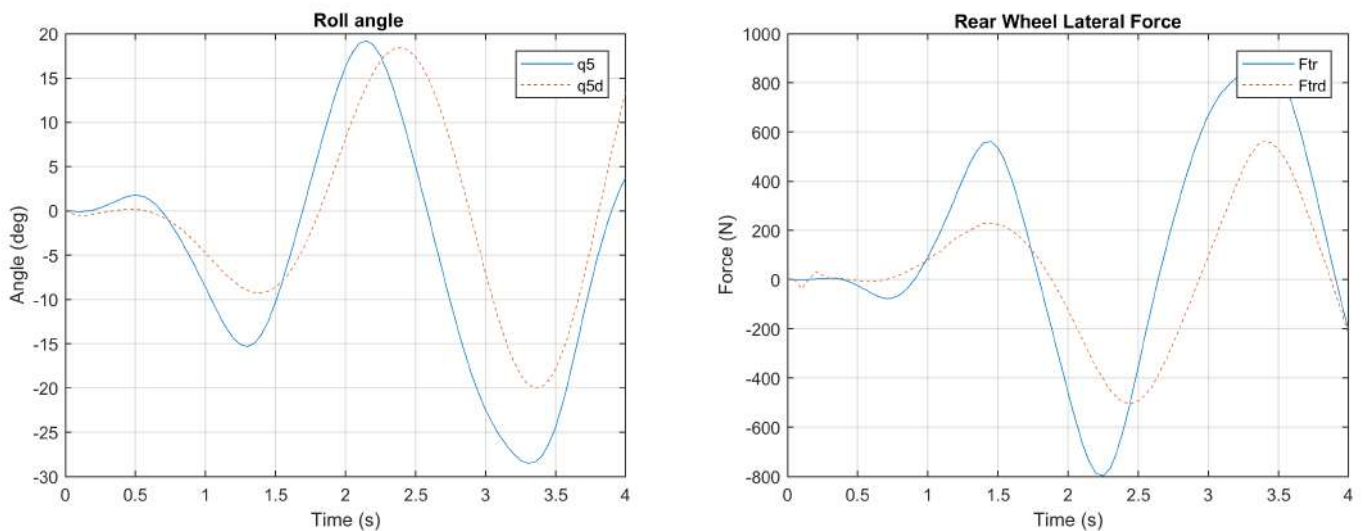 Roll angle
20
15
10
5
0
-5
-10
-15
-20
-25
-30
Angle (deg)
q5
q5d
0 0.5 1 1.5 2 2.5 3 3.5 4
Time (s)
Rear Wheel Lateral Force
1000
800
600
400
200
0
-200
-400
-600
-800
Force (N)
Ftr
Ftrd
0 0.5 1 1.5 2 2.5 3 3.5 4
Time (s)